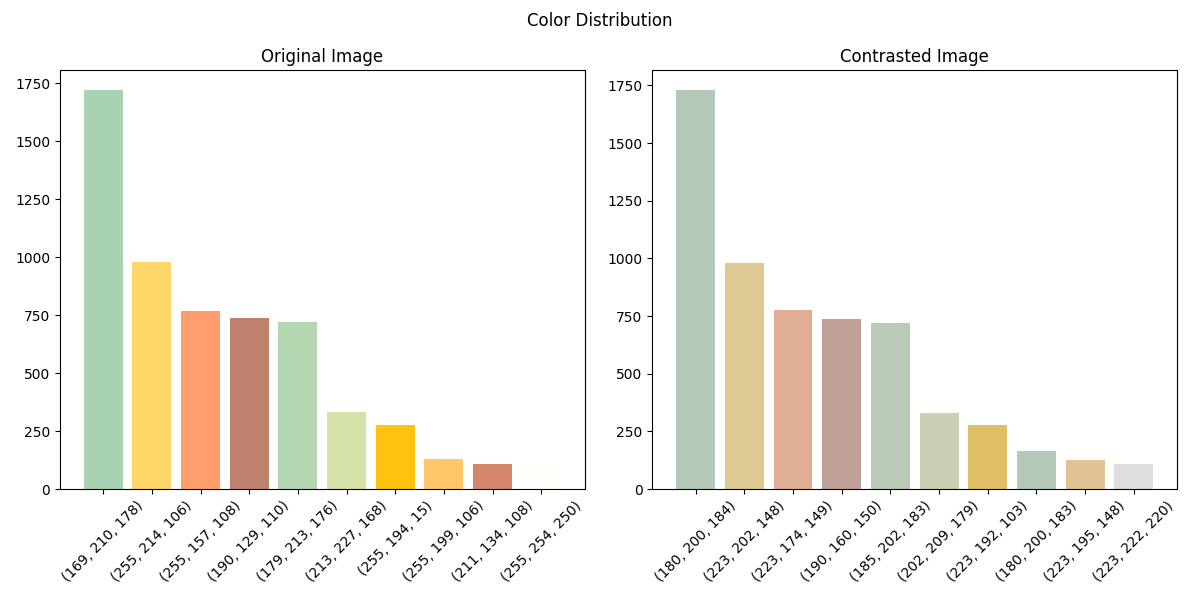 Color Distribution
Original Image
1750
1500
1250
1000
750
500
250
0
(169, 210, 178)
(255, 214, 106)
(255, 157, 108)
(190, 129, 110)
(179, 213, 176)
(213, 227, 168)
(255, 194, 15)
(255, 199, 106)
(211, 134, 108)
(255, 254, 250)
Contrasted Image
1750
1500
1250
1000
750
500
250
0
(180, 200, 184)
(223, 202, 148)
(223, 174, 149)
(190, 160, 150)
(185, 202, 183)
(202, 209, 179)
(223, 192, 103)
(180, 200, 183)
(223, 195, 148)
(223, 222, 220)